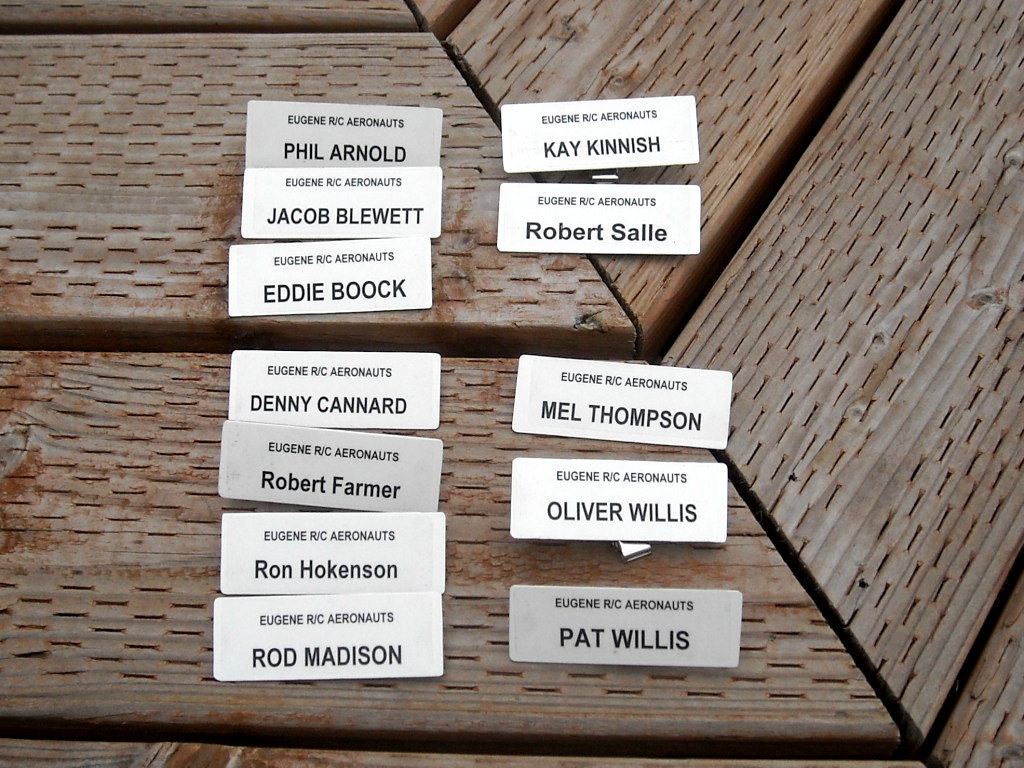 EUGENE R/C AERONAUTS
PHIL ARNOLD
EUGENE R/C AERONAUTS
JACOB BLEWETT
EUGENE R/C AERONAUTS
EDDIE BOOCK
EUGENE R/C AERONAUTS
DENNY CANNARD
EUGENE R/C AERONAUTS
Robert Farmer
EUGENE R/C AERONAUTS
Ron Hokenson
EUGENE R/C AERONAUTS
ROD MADISON
EUGENE R/C AERONAUTS
KAY KINNISH
EUGENE R/C AERONAUTS
Robert Salle
EUGENE R/C AERONAUTS
MEL THOMPSON
EUGENE R/C AERONAUTS
OLIVER WILLIS
EUGENE R/C AERONAUTS
PAT WILLIS